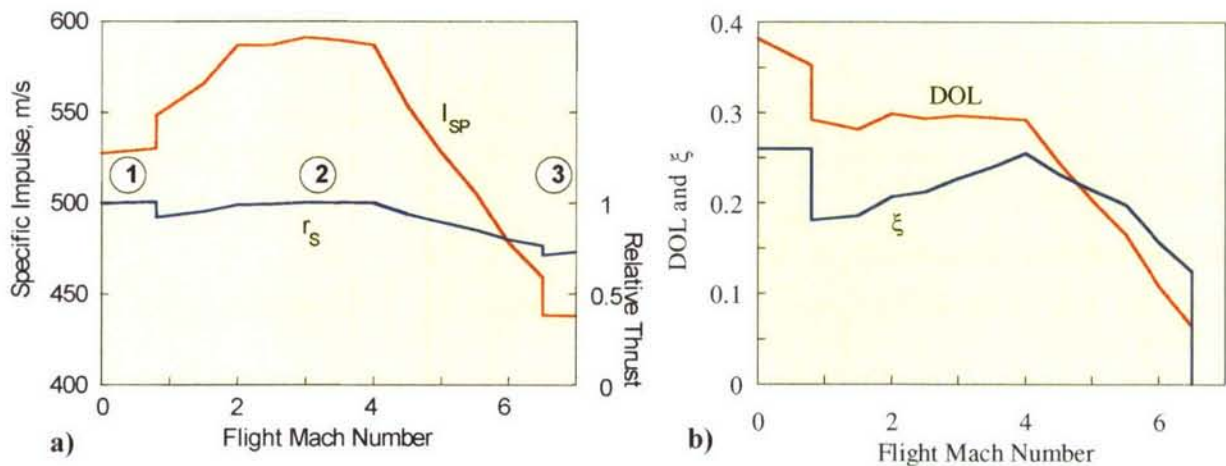 600
550
500
450
400
Specific Impulse, m/s
I_SP
1
2
3
r_S
1
0.5
0
Relative Thrust
0
2
4
6
Flight Mach Number
a)
0.4
0.3
0.2
0.1
0
DOL and ξ
DOL
ξ
0
2
4
6
Flight Mach Number
b)